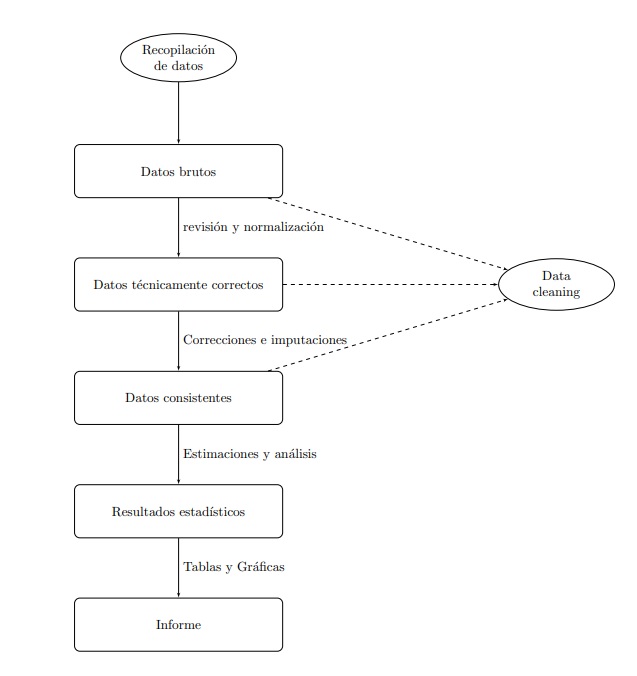 Recopilación
de datos
Datos brutos
revisión y normalización
Datos técnicamente correctos
Data
cleaning
Correcciones e imputaciones
Datos consistentes
Estimaciones y análisis
Resultados estadísticos
Tablas y Gráficas
Informe